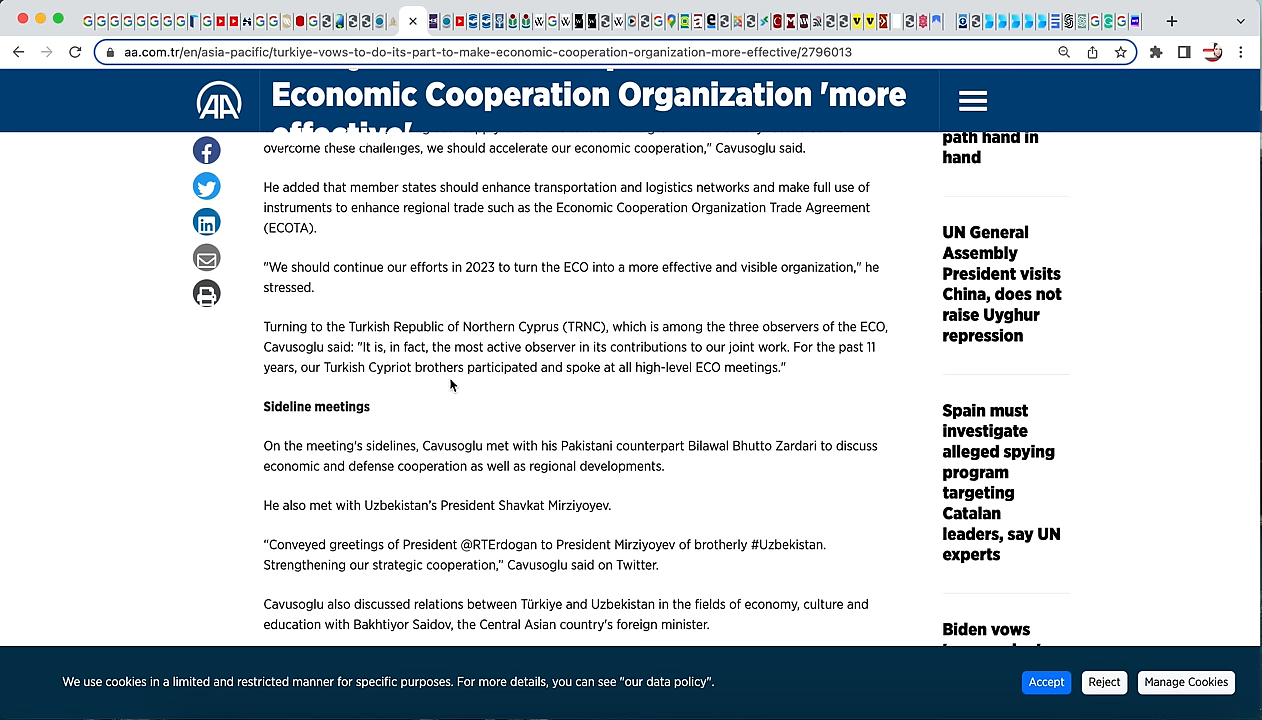 aa.com.tr/en/asia-pacific/turkiye-vows-to-do-its-part-to-make-economic-cooperation-organization-more-effective/2796013
AA
Economic Cooperation Organization 'more
effective'
overcome these challenges, we should accelerate our economic cooperation," Cavusoglu said.
He added that member states should enhance transportation and logistics networks and make full use of
instruments to enhance regional trade such as the Economic Cooperation Organization Trade Agreement
(ECOTA).
"We should continue our efforts in 2023 to turn the ECO into a more effective and visible organization," he
stressed.
Turning to the Turkish Republic of Northern Cyprus (TRNC), which is among the three observers of the ECO,
Cavusoglu said: "It is, in fact, the most active observer in its contributions to our joint work. For the past 11
years, our Turkish Cypriot brothers participated and spoke at all high-level ECO meetings."
Sideline meetings
On the meeting's sidelines, Cavusoglu met with his Pakistani counterpart Bilawal Bhutto Zardari to discuss
economic and defense cooperation as well as regional developments.
He also met with Uzbekistan's President Shavkat Mirziyoyev.
“Conveyed greetings of President @RTErdogan to President Mirziyoyev of brotherly #Uzbekistan.
Strengthening our strategic cooperation,” Cavusoglu said on Twitter.
Cavusoglu also discussed relations between Türkiye and Uzbekistan in the fields of economy, culture and
education with Bakhtiyor Saidov, the Central Asian country's foreign minister.
path hand in
hand
UN General
Assembly
President visits
China, does not
raise Uyghur
repression
Spain must
investigate
alleged spying
program
targeting
Catalan
leaders, say UN
experts
Biden vows
We use cookies in a limited and restricted manner for specific purposes. For more details, you can see "our data policy".
Accept
Reject
Manage Cookies